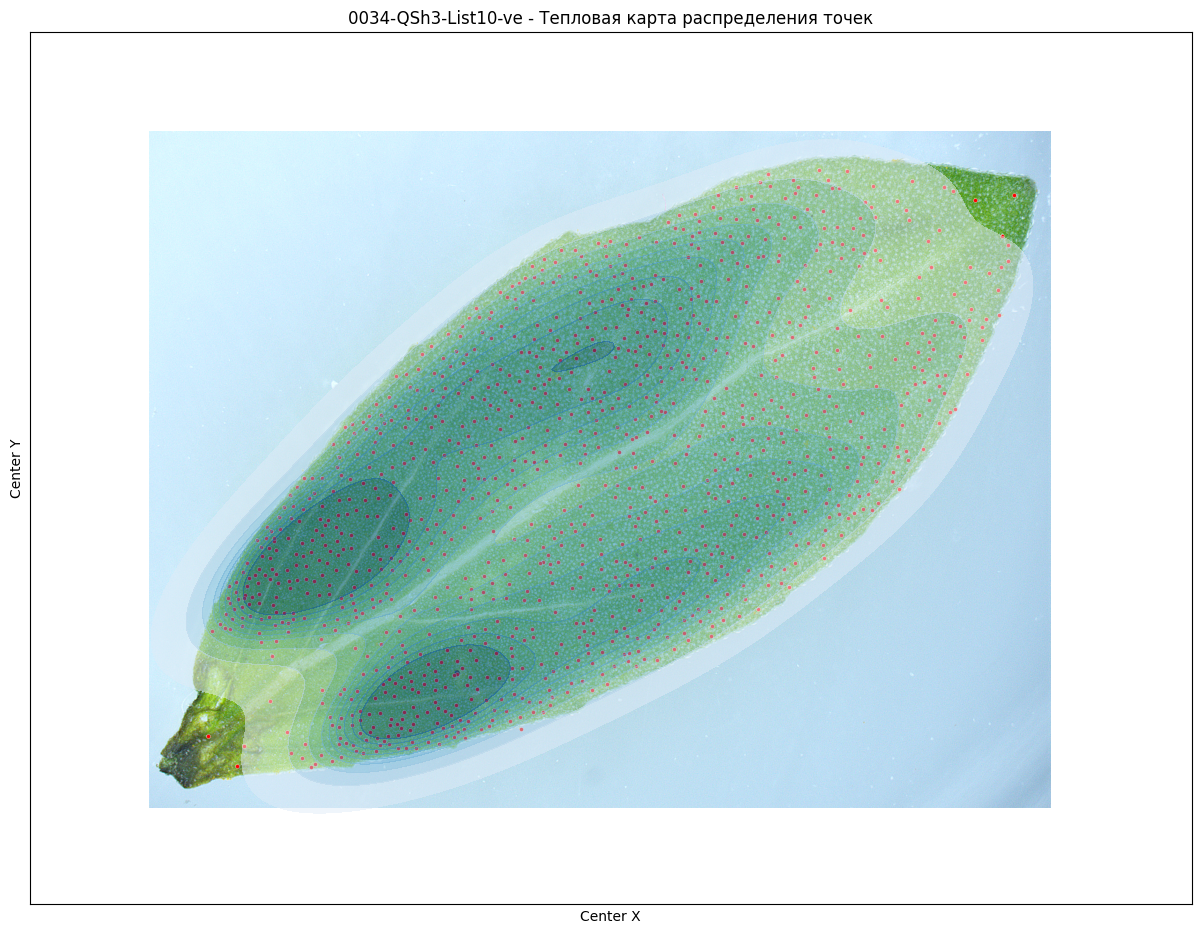 0034-QSh3-List10-ve - Тепловая карта распределения точек
Center Y
Center X